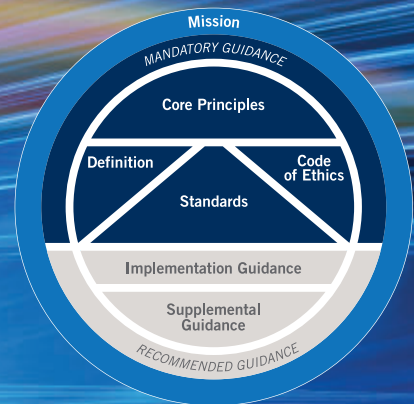 Mission
MANDATORY GUIDANCE
Core Principles
Definition
Code
of Ethics
Standards
Implementation Guidance
Supplemental
Guidance
RECOMMENDED GUIDANCE